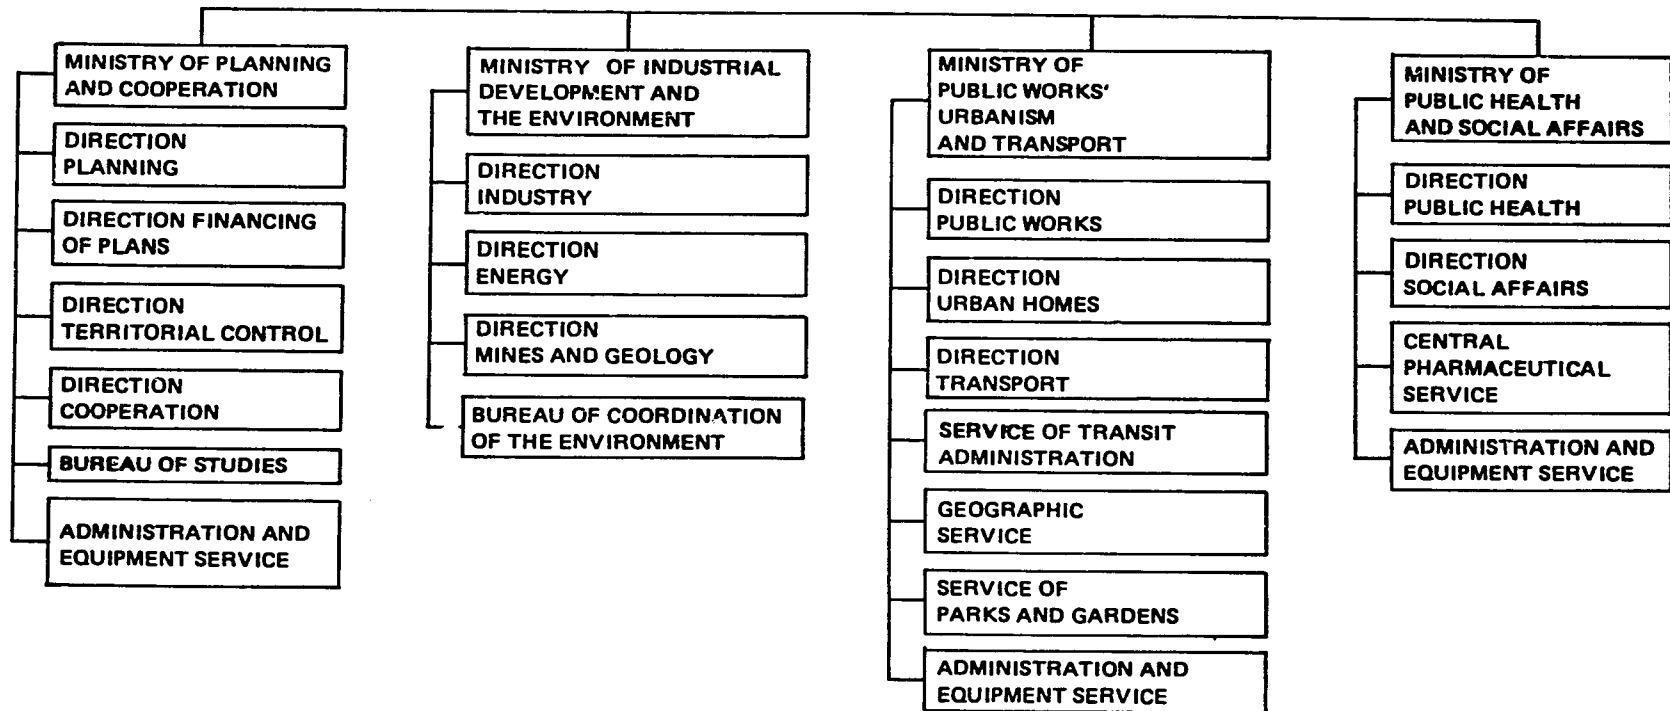 MINISTRY OF PLANNING
AND COOPERATION
DIRECTION
PLANNING
DIRECTION FINANCING
OF PLANS
DIRECTION
TERRITORIAL CONTROL
DIRECTION
COOPERATION
BUREAU OF STUDIES
ADMINISTRATION AND
EQUIPMENT SERVICE
MINISTRY OF INDUSTRIAL
DEVELOPMENT AND
THE ENVIRONMENT
DIRECTION
INDUSTRY
DIRECTION
ENERGY
DIRECTION
MINES AND GEOLOGY
BUREAU OF COORDINATION
OF THE ENVIRONMENT
MINISTRY OF
PUBLIC WORKS'
URBANISM
AND TRANSPORT
DIRECTION
PUBLIC WORKS
DIRECTION
URBAN HOMES
DIRECTION
TRANSPORT
SERVICE OF TRANSIT
ADMINISTRATION
GEOGRAPHIC
SERVICE
SERVICE OF
PARKS AND GARDENS
ADMINISTRATION AND
EQUIPMENT SERVICE
MINISTRY OF
PUBLIC HEALTH
AND SOCIAL AFFAIRS
DIRECTION
PUBLIC HEALTH
DIRECTION
SOCIAL AFFAIRS
CENTRAL
PHARMACEUTICAL
SERVICE
ADMINISTRATION AND
EQUIPMENT SERVICE